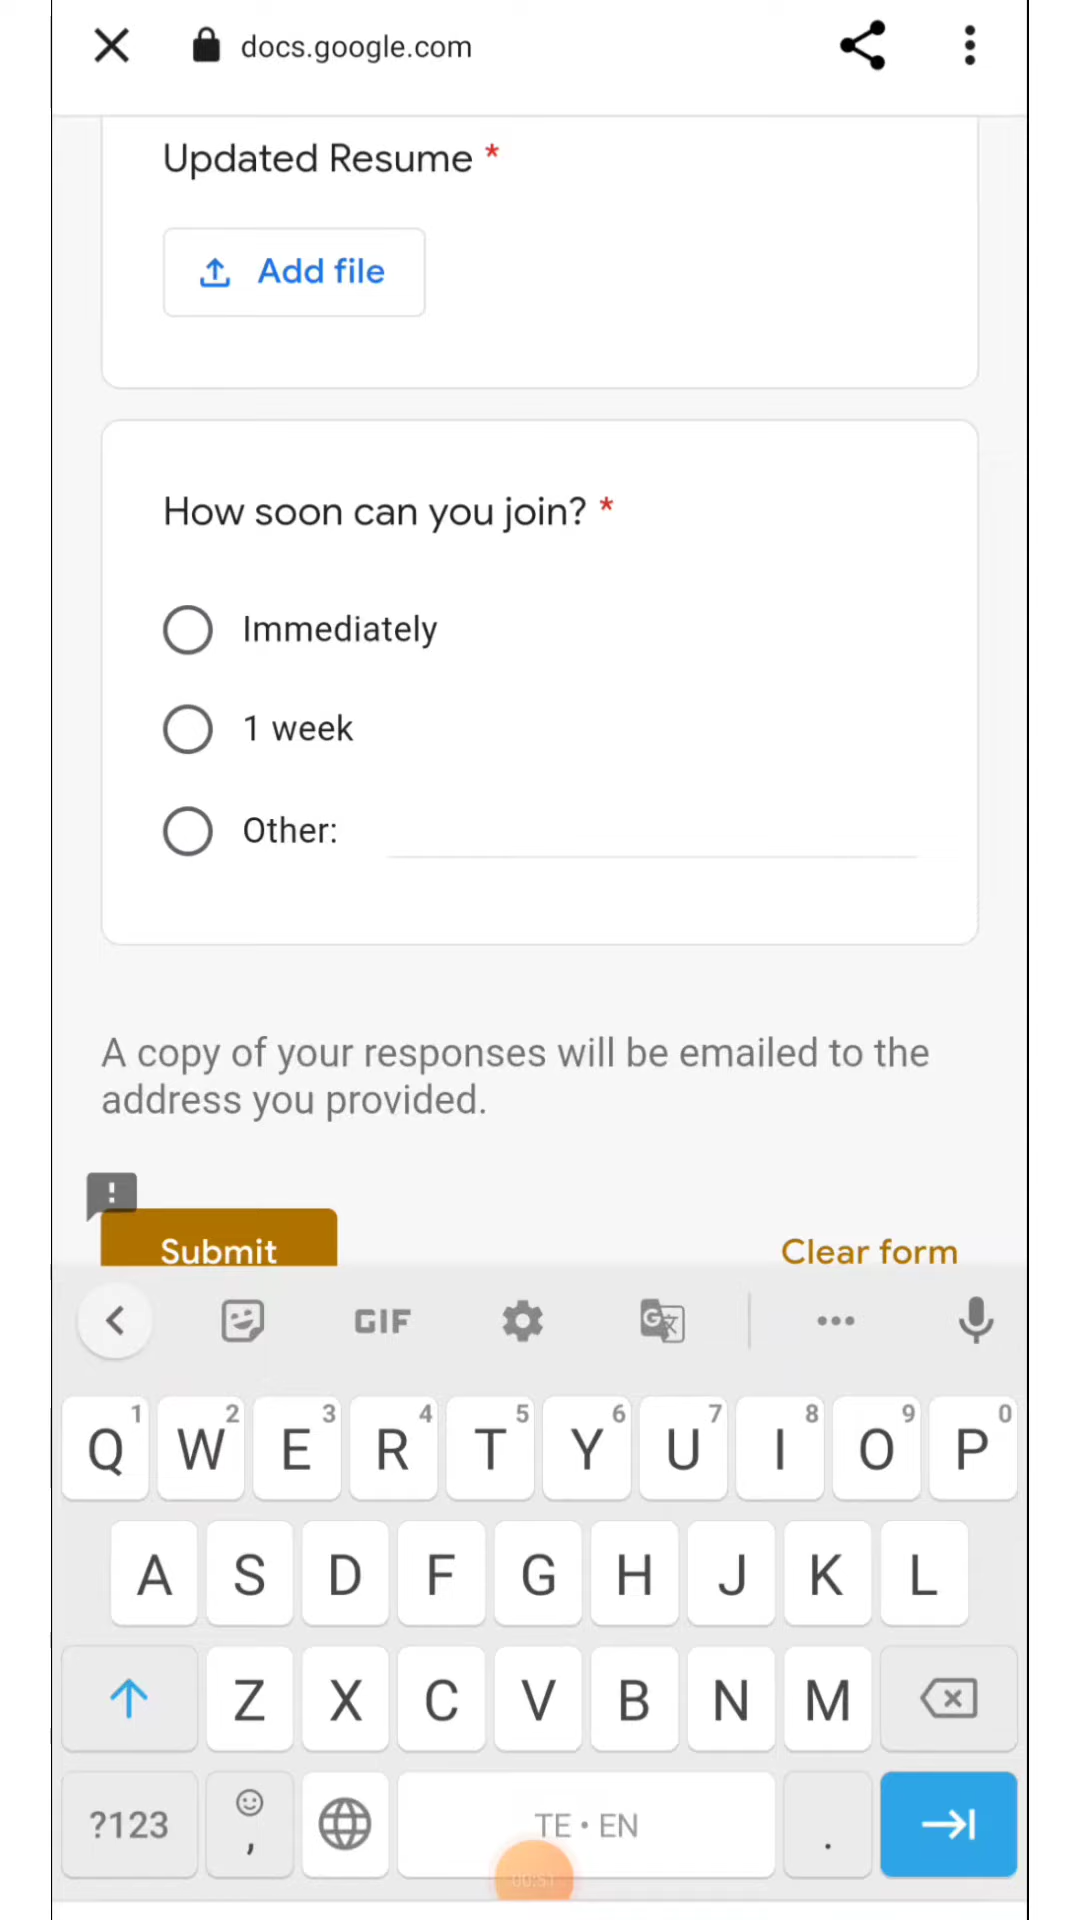 docs.google.com
Updated Resume *
Add file
How soon can you join? *
Immediately
1 week
Other:
A copy of your responses will be emailed to the
address you provided.
!
Submit Clear form
GIF G
1 2 3 4 5 6 7 8 9 0
Q W E R T Y U I O P
A S D F G H J K L
Z X C V B N M
?123 , TE • EN .
00:51